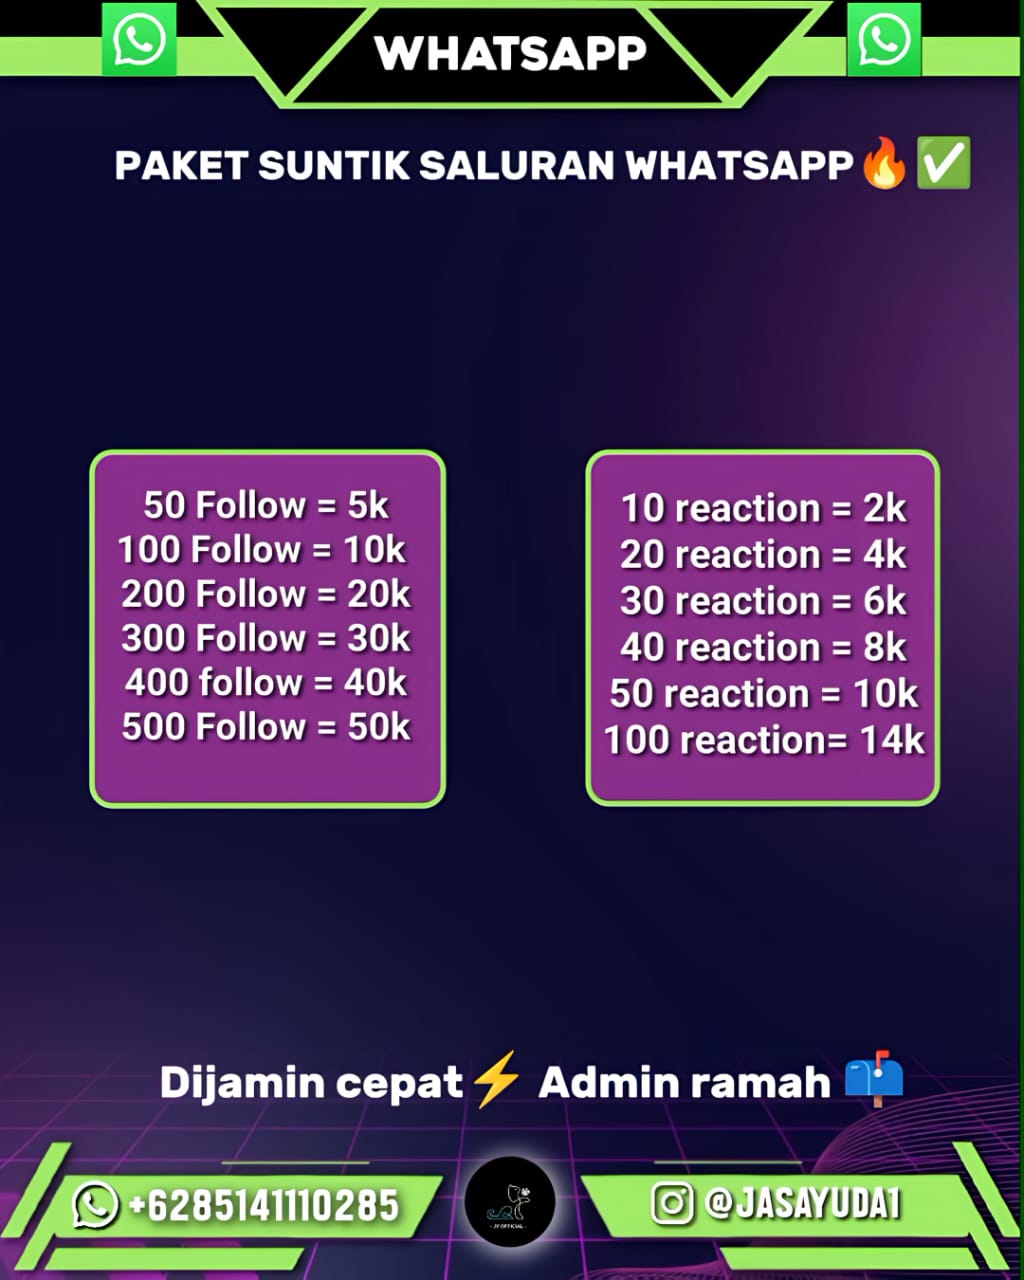 WHATSAPP
PAKET SUNTIK SALURAN WHATSAPP🔥✅
50 Follow = 5k
100 Follow = 10k
200 Follow = 20k
300 Follow = 30k
400 follow = 40k
500 Follow = 50k
10 reaction = 2k
20 reaction = 4k
30 reaction = 6k
40 reaction = 8k
50 reaction = 10k
100 reaction= 14k
Dijamin cepat⚡ Admin ramah 📫
+6285141110285
- JY OFFICIAL -
@JASAYUDA1